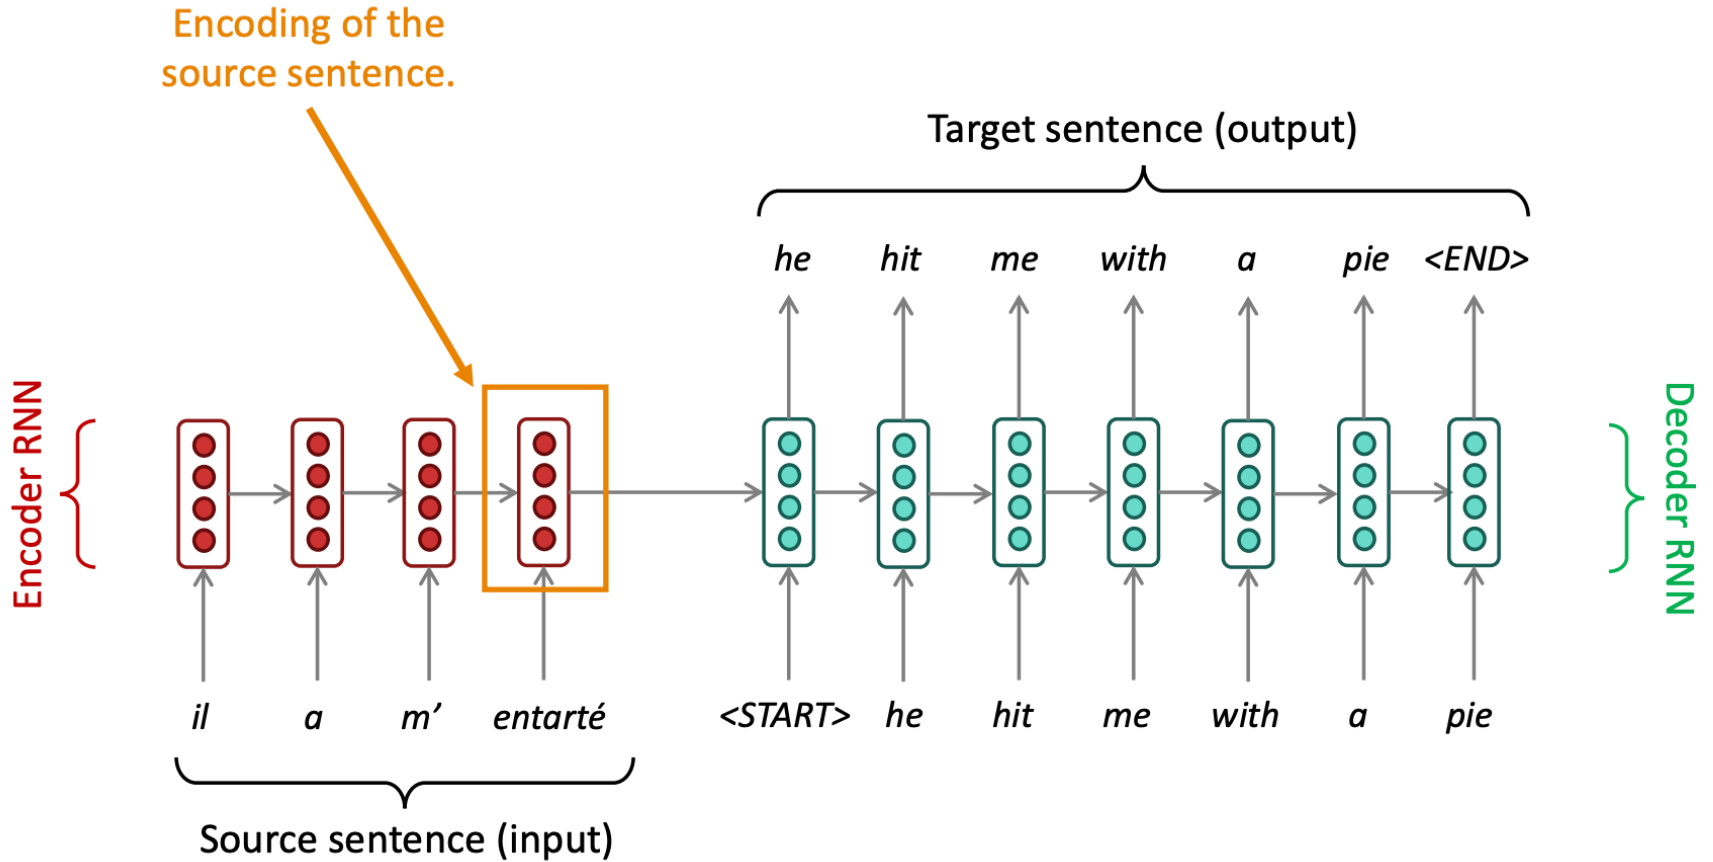 Encoding of the
source sentence.
Target sentence (output)
he hit me with a pie <END>
Encoder RNN
Decoder RNN
il a m’ entarté <START> he hit me with a pie
Source sentence (input)